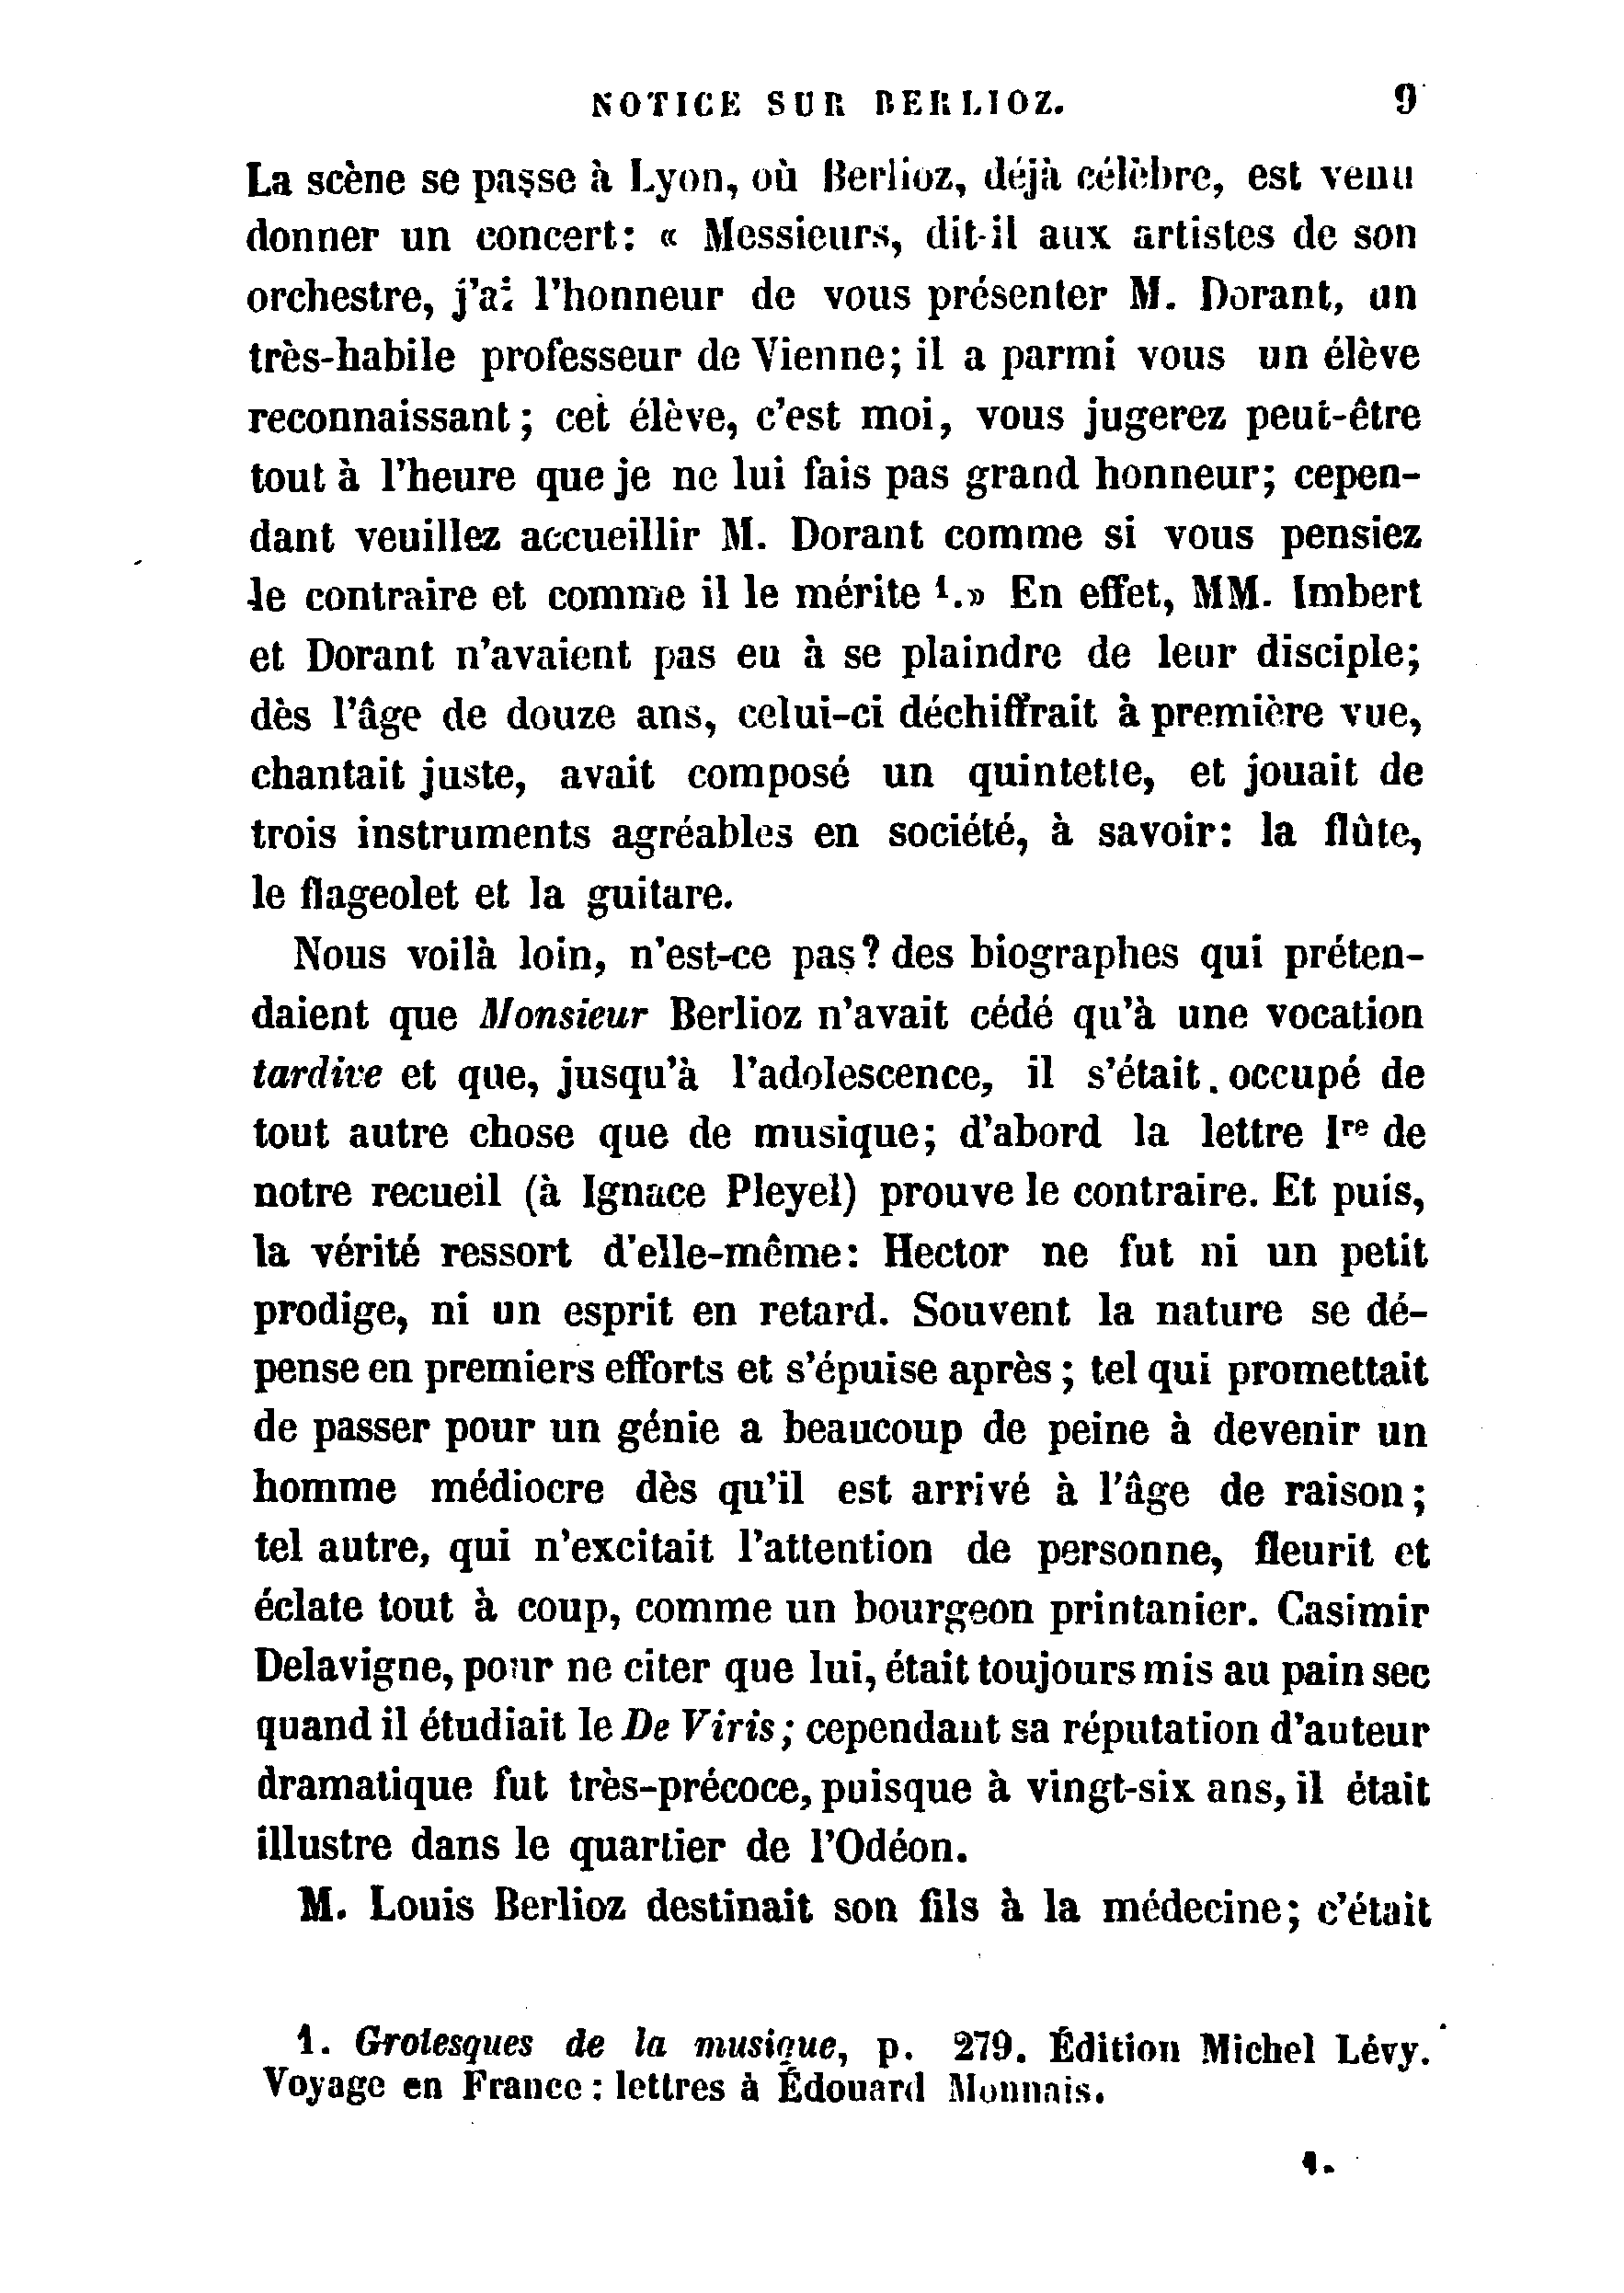 NOTICE SUR BERLIOZ. 9
La scène se passe à Lyon, où Berlioz, déjà célèbre, est venu
donner un concert: « Messieurs, dit-il aux artistes de son
orchestre, j'ai l'honneur de vous présenter M. Dorant, un
très-habile professeur de Vienne; il a parmi vous un élève
reconnaissant; cet élève, c'est moi, vous jugerez peut-être
tout à l'heure que je ne lui fais pas grand honneur; cepen-
dant veuillez accueillir M. Dorant comme si vous pensiez
le contraire et comme il le mérite 1.» En effet, MM. Imbert
et Dorant n'avaient pas eu à se plaindre de leur disciple;
dès l'âge de douze ans, celui-ci déchiffrait à première vue,
chantait juste, avait composé un quintette, et jouait de
trois instruments agréables en société, à savoir: la flûte,
le flageolet et la guitare.
Nous voilà loin, n'est-ce pas? des biographes qui préten-
daient que Monsieur Berlioz n'avait cédé qu'à une vocation
tardive et que, jusqu'à l'adolescence, il s'était occupé de
tout autre chose que de musique; d'abord la lettre Ire de
notre recueil (à Ignace Pleyel) prouve le contraire. Et puis,
la vérité ressort d'elle-même: Hector ne fut ni un petit
prodige, ni un esprit en retard. Souvent la nature se dé-
pense en premiers efforts et s'épuise après; tel qui promettait
de passer pour un génie a beaucoup de peine à devenir un
homme médiocre dès qu'il est arrivé à l'âge de raison;
tel autre, qui n'excitait l'attention de personne, fleurit et
éclate tout à coup, comme un bourgeon printanier. Casimir
Delavigne, pour ne citer que lui, était toujours mis au pain sec
quand il étudiait le De Viris; cependant sa réputation d'auteur
dramatique fut très-précoce, puisque à vingt-six ans, il était
illustre dans le quartier de l'Odéon.
M. Louis Berlioz destinait son fils à la médecine; c'était
1. Grotesques de la musique, p. 279. Édition Michel Lévy.
Voyage en France: lettres à Édouard Monnais.
1.